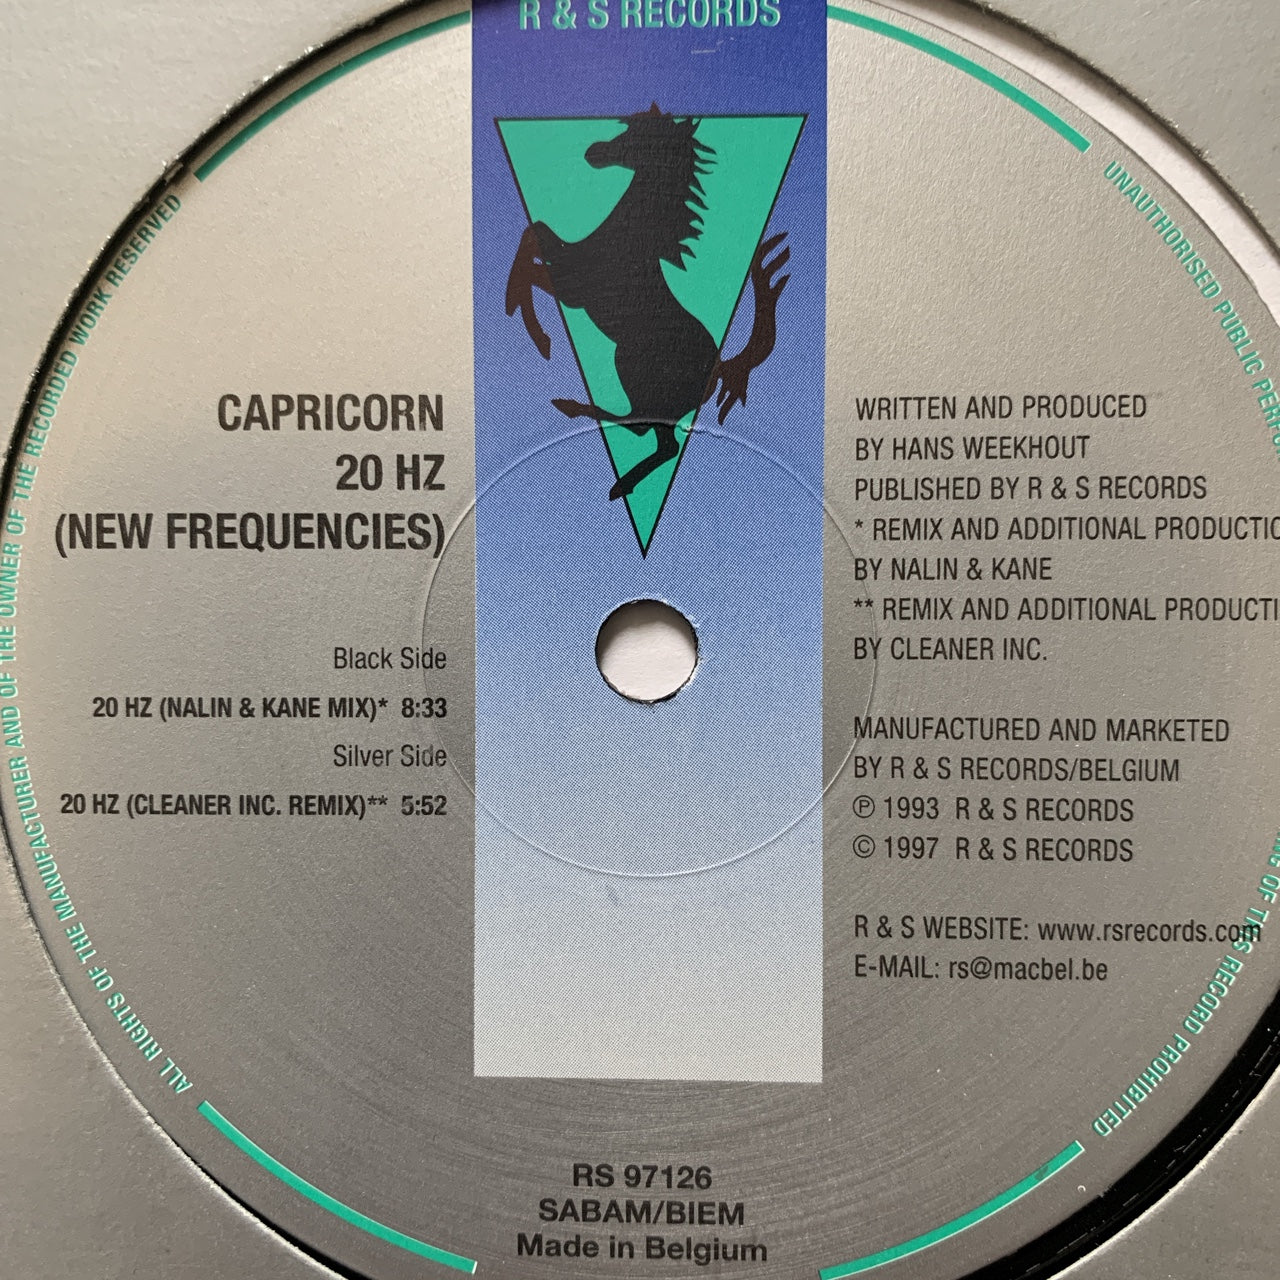 R & S RECORDS
CAPRICORN
20 HZ
(NEW FREQUENCIES)
Black Side
20 HZ (NALIN & KANE MIX)* 8:33
Silver Side
20 HZ (CLEANER INC. REMIX)** 5:52
WRITTEN AND PRODUCED
BY HANS WEEKHOUT
PUBLISHED BY R & S RECORDS
* REMIX AND ADDITIONAL PRODUCTIO
BY NALIN & KANE
** REMIX AND ADDITIONAL PRODUCTI
BY CLEANER INC.
MANUFACTURED AND MARKETED
BY R & S RECORDS/BELGIUM
℗ 1993 R & S RECORDS
© 1997 R & S RECORDS
R & S WEBSITE: www.rsrecords.com
E-MAIL: rs@macbel.be
RS 97126
SABAM/BIEM
Made in Belgium
ALL RIGHTS OF THE MANUFACTURER AND OF THE OWNER OF THE RECORDED WORK RESERVED
UNAUTHORISED PUBLIC PERFO
NG OF THIS RECORD PROHIBITED